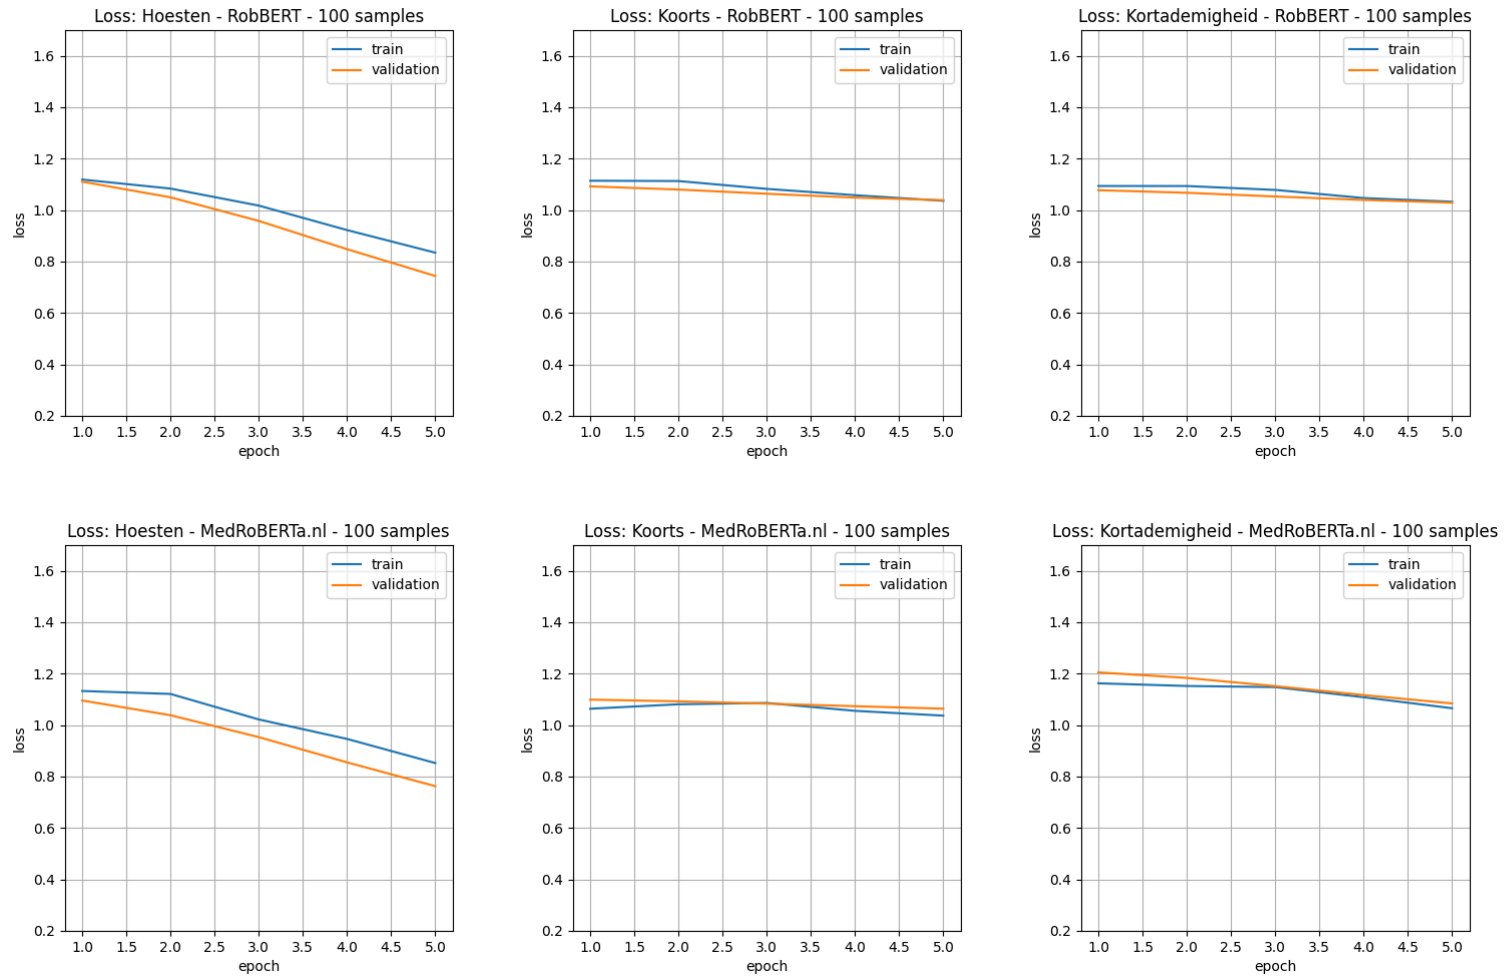 Loss: Hoesten - RobBERT - 100 samples
train
validation
1.6
1.4
1.2
1.0
0.8
0.6
0.4
0.2
loss
1.0 1.5 2.0 2.5 3.0 3.5 4.0 4.5 5.0
epoch
Loss: Koorts - RobBERT - 100 samples
train
validation
1.6
1.4
1.2
1.0
0.8
0.6
0.4
0.2
loss
1.0 1.5 2.0 2.5 3.0 3.5 4.0 4.5 5.0
epoch
Loss: Kortademigheid - RobBERT - 100 samples
train
validation
1.6
1.4
1.2
1.0
0.8
0.6
0.4
0.2
loss
1.0 1.5 2.0 2.5 3.0 3.5 4.0 4.5 5.0
epoch
Loss: Hoesten - MedRoBERTa.nl - 100 samples
train
validation
1.6
1.4
1.2
1.0
0.8
0.6
0.4
0.2
loss
1.0 1.5 2.0 2.5 3.0 3.5 4.0 4.5 5.0
epoch
Loss: Koorts - MedRoBERTa.nl - 100 samples
train
validation
1.6
1.4
1.2
1.0
0.8
0.6
0.4
0.2
loss
1.0 1.5 2.0 2.5 3.0 3.5 4.0 4.5 5.0
epoch
Loss: Kortademigheid - MedRoBERTa.nl - 100 samples
train
validation
1.6
1.4
1.2
1.0
0.8
0.6
0.4
0.2
loss
1.0 1.5 2.0 2.5 3.0 3.5 4.0 4.5 5.0
epoch